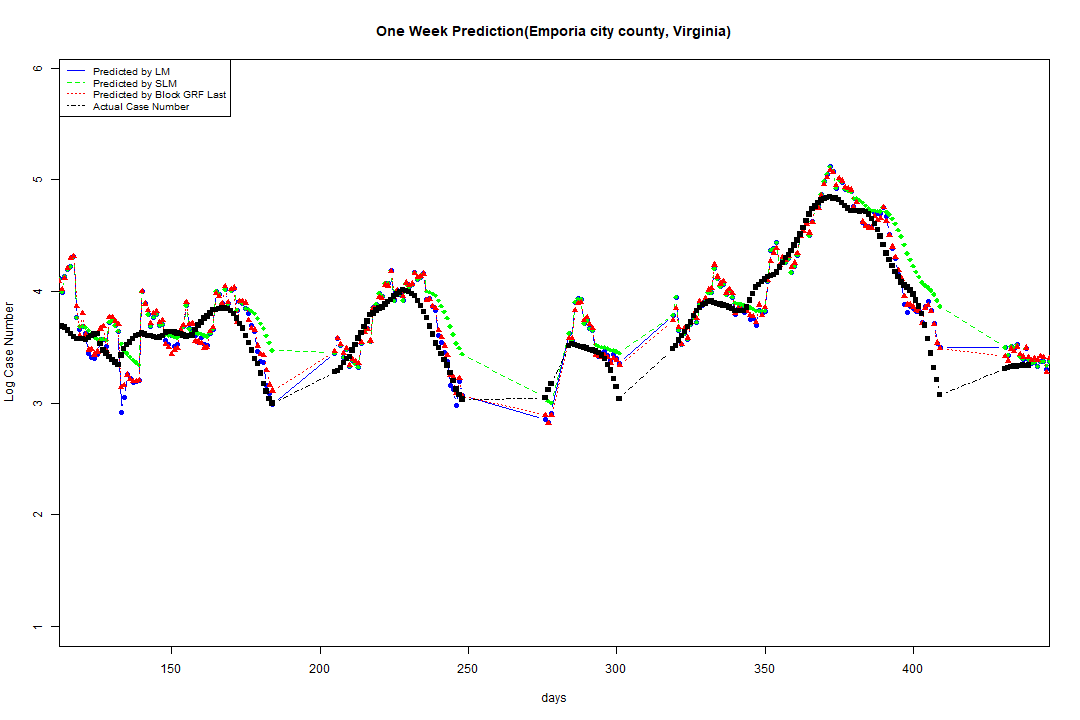 One Week Prediction(Emporia city county, Virginia)
Predicted by LM
Predicted by SLM
Predicted by Block GRF Last
Actual Case Number
6
5
4
3
2
1
Log Case Number
150 200 250 300 350 400
days